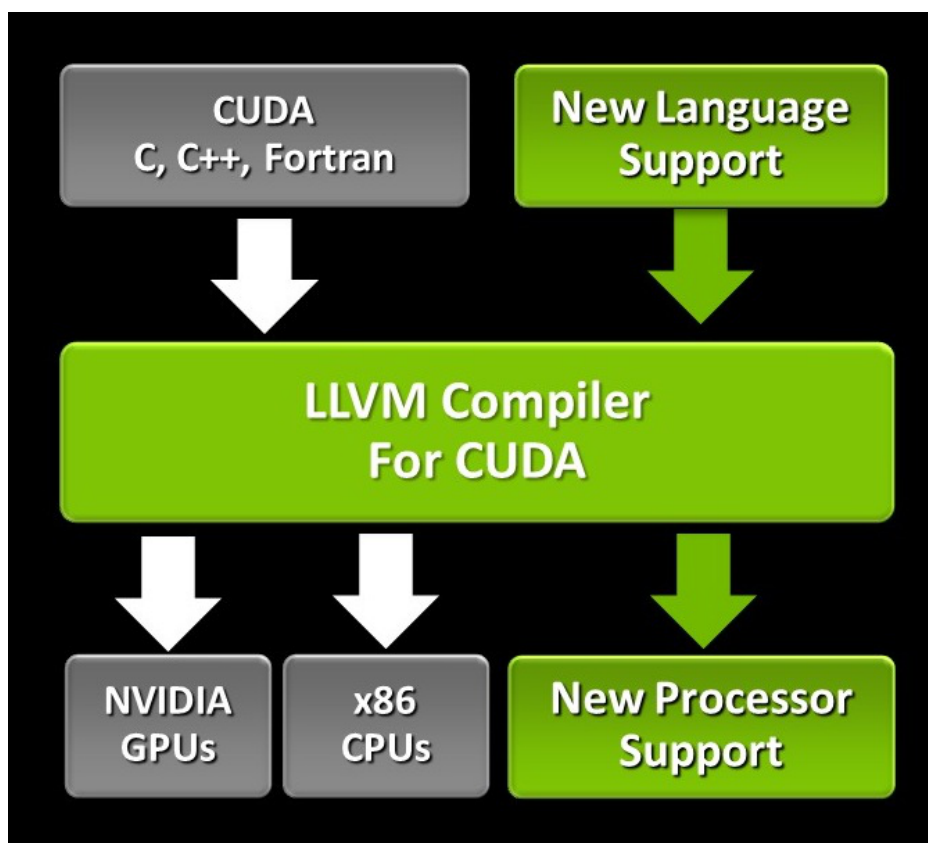 CUDA
C, C++, Fortran
New Language
Support
LLVM Compiler
For CUDA
NVIDIA
GPUs
x86
CPUs
New Processor
Support